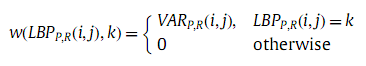 w(LBP_{P,R}(i,j),k) = { VAR_{P,R}(i,j), LBP_{P,R}(i,j) = k
0 otherwise